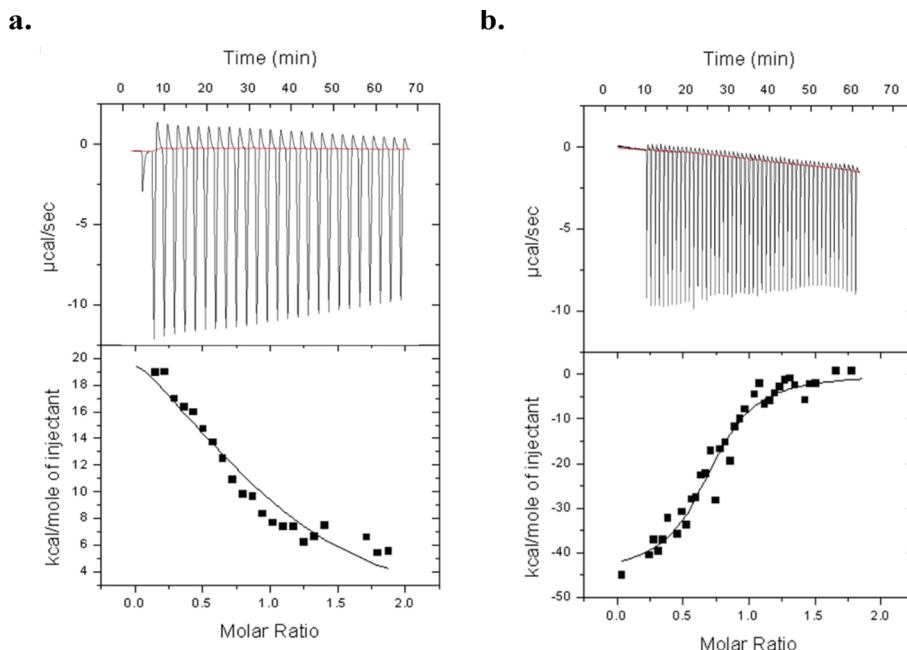 a.
Time (min)
0 10 20 30 40 50 60 70 80
0
-5
-10
µcal/sec
20
18
16
14
12
10
8
6
4
kcal/mole of injectant
0.0 0.5 1.0 1.5 2.0
Molar Ratio
b.
Time (min)
0 10 20 30 40 50 60 70
0
-5
-10
µcal/sec
0
-10
-20
-30
-40
-50
kcal/mole of injectant
0.0 0.5 1.0 1.5 2.0
Molar Ratio